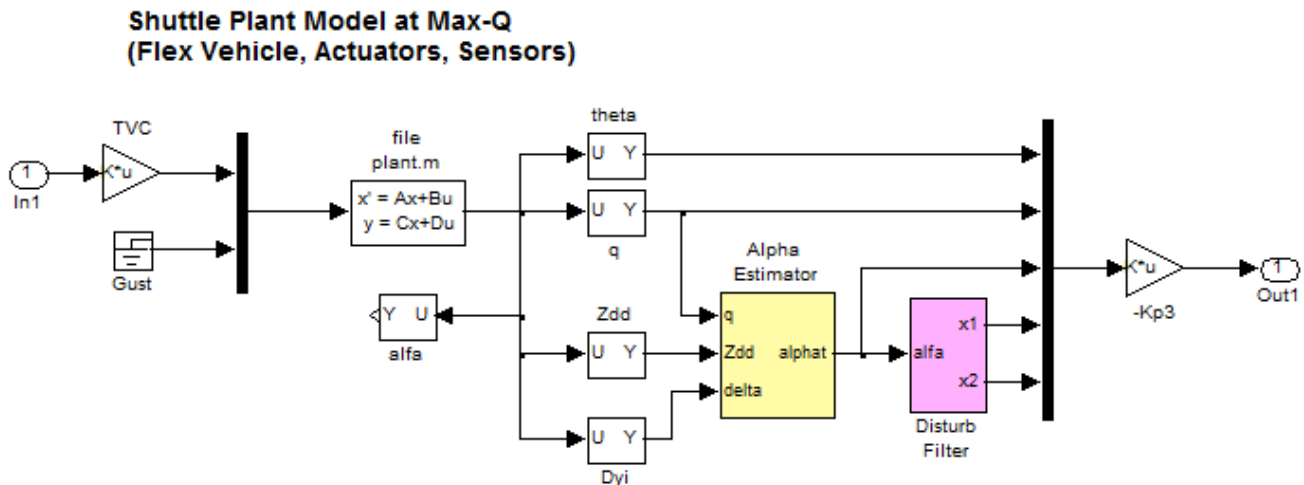 Shuttle Plant Model at Max-Q
(Flex Vehicle, Actuators, Sensors)
TVC
1
In1
K*u
Gust
file
plant.m
x' = Ax+Bu
y = Cx+Du
theta
U Y
U Y
q
Y U
alfa
Zdd
U Y
U Y
Dyi
Alpha
Estimator
q
Zdd
delta
alphat
alfa
x1
x2
Disturb
Filter
K*u
-Kp3
1
Out1